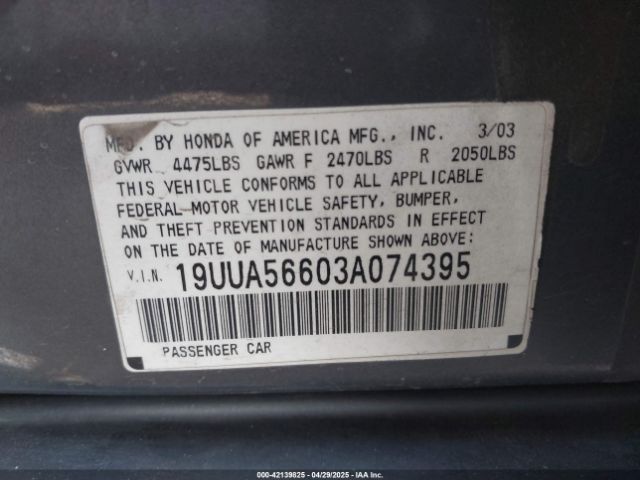 MFD. BY HONDA OF AMERICA MFG., INC. 3/03
GVWR 4475LBS GAWR F 2470LBS R 2050LBS
THIS VEHICLE CONFORMS TO ALL APPLICABLE
FEDERAL MOTOR VEHICLE SAFETY, BUMPER,
AND THEFT PREVENTION STANDARDS IN EFFECT
ON THE DATE OF MANUFACTURE SHOWN ABOVE:
V.I.N. 19UUA56603A074395
PASSENGER CAR
000-42139825 04/29/2025 IAAI.COM